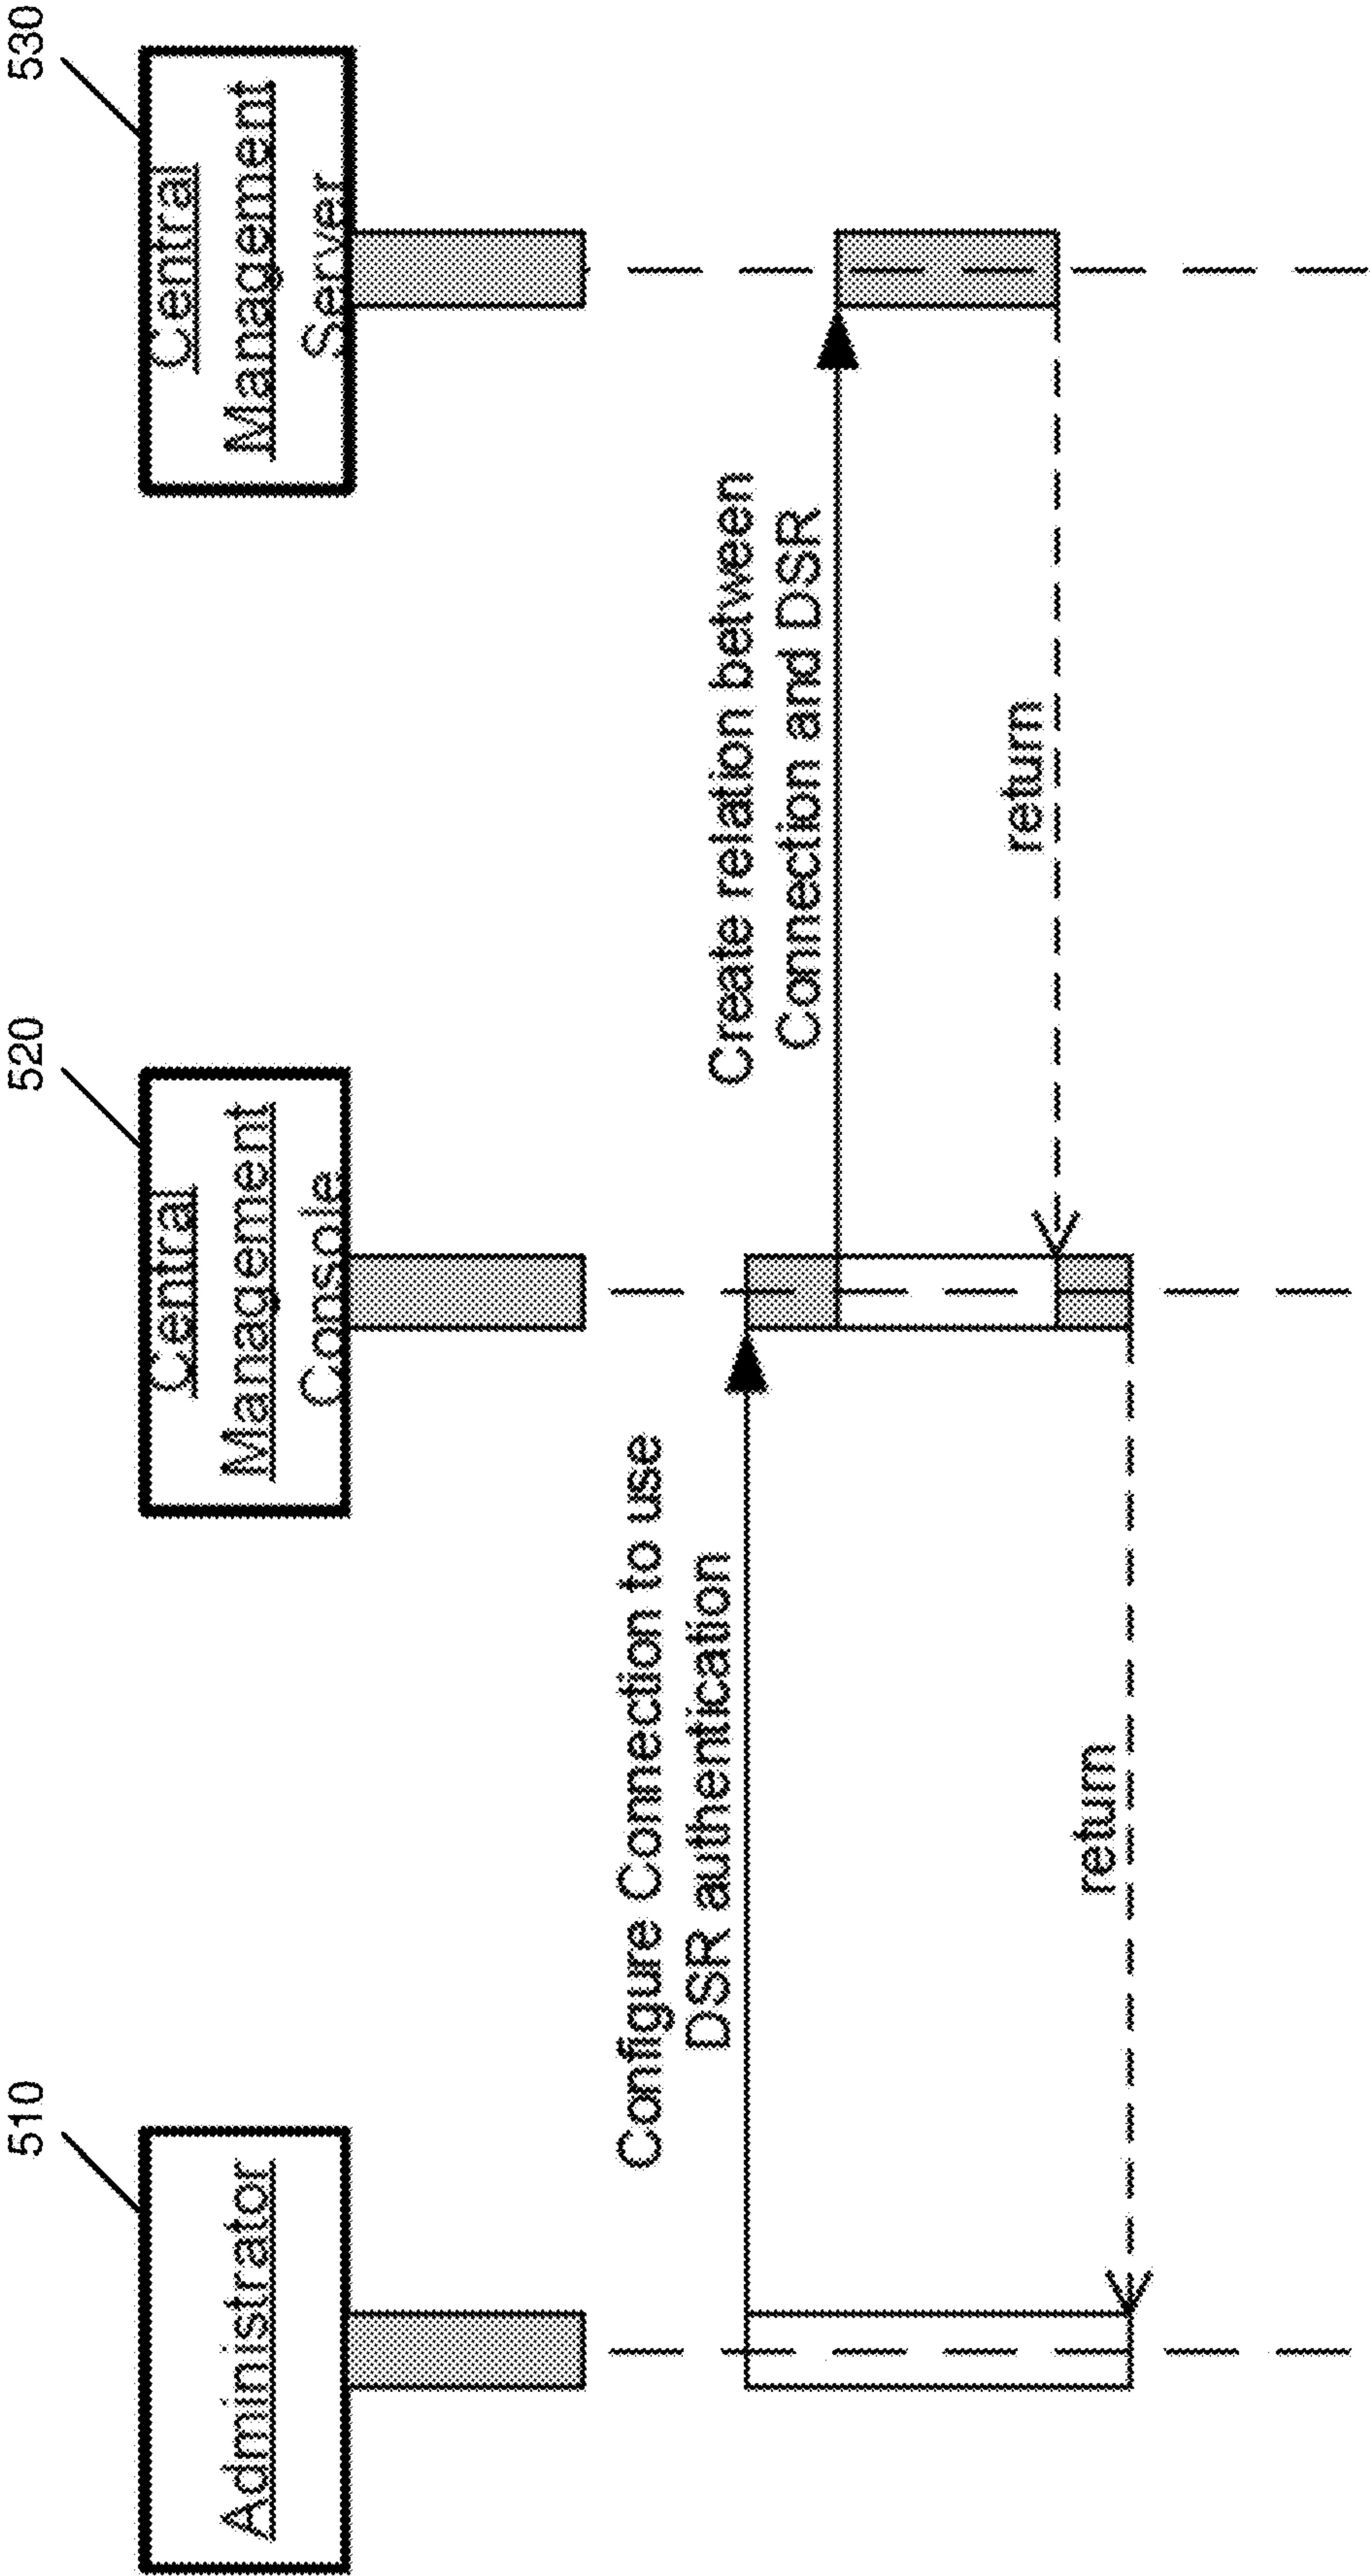 510
Administrator
520
Central
Management
Console
530
Central
Management
Server
Configure Connection to use
DSR authentication
Create relation between
Connection and DSR
return
return